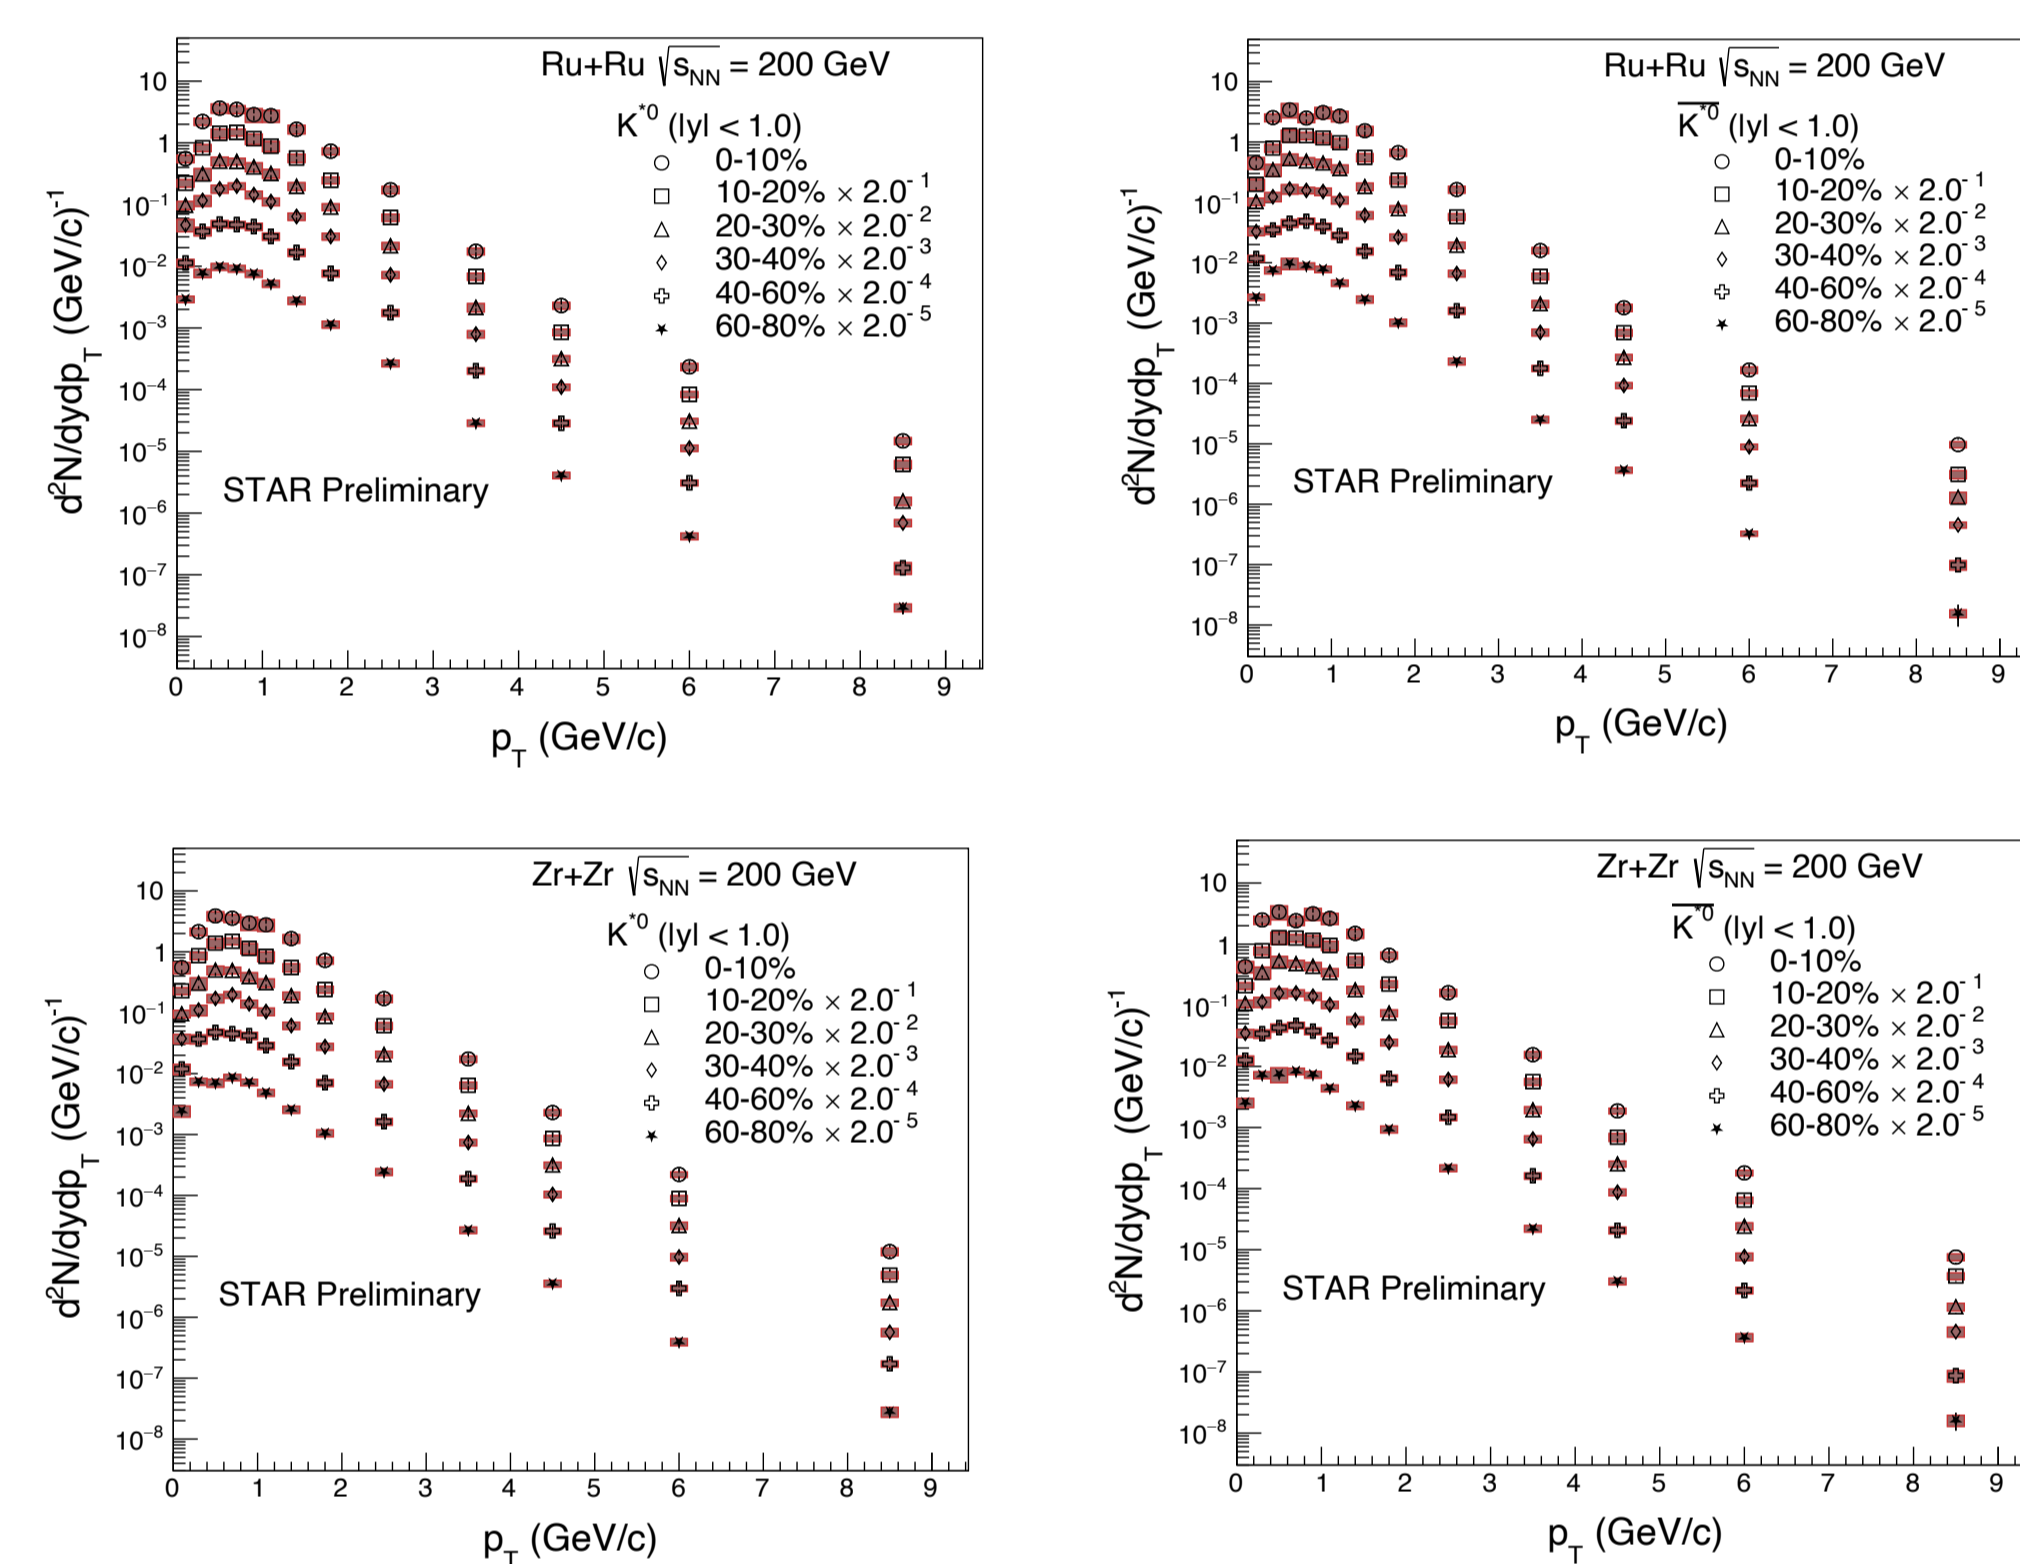 Ru+Ru √sNN = 200 GeV
K*0 (|y| < 1.0)
0-10%
10-20% × 2.0^-1
20-30% × 2.0^-2
30-40% × 2.0^-3
40-60% × 2.0^-4
60-80% × 2.0^-5
STAR Preliminary
d²N/dydp_T (GeV/c)^-1
10
1
10^-1
10^-2
10^-3
10^-4
10^-5
10^-6
10^-7
10^-8
0 1 2 3 4 5 6 7 8 9
p_T (GeV/c)
Ru+Ru √sNN = 200 GeV
K̅*0 (|y| < 1.0)
0-10%
10-20% × 2.0^-1
20-30% × 2.0^-2
30-40% × 2.0^-3
40-60% × 2.0^-4
60-80% × 2.0^-5
STAR Preliminary
d²N/dydp_T (GeV/c)^-1
10
1
10^-1
10^-2
10^-3
10^-4
10^-5
10^-6
10^-7
10^-8
0 1 2 3 4 5 6 7 8 9
p_T (GeV/c)
Zr+Zr √sNN = 200 GeV
K*0 (|y| < 1.0)
0-10%
10-20% × 2.0^-1
20-30% × 2.0^-2
30-40% × 2.0^-3
40-60% × 2.0^-4
60-80% × 2.0^-5
STAR Preliminary
d²N/dydp_T (GeV/c)^-1
10
1
10^-1
10^-2
10^-3
10^-4
10^-5
10^-6
10^-7
10^-8
0 1 2 3 4 5 6 7 8 9
p_T (GeV/c)
Zr+Zr √sNN = 200 GeV
K̅*0 (|y| < 1.0)
0-10%
10-20% × 2.0^-1
20-30% × 2.0^-2
30-40% × 2.0^-3
40-60% × 2.0^-4
60-80% × 2.0^-5
STAR Preliminary
d²N/dydp_T (GeV/c)^-1
10
1
10^-1
10^-2
10^-3
10^-4
10^-5
10^-6
10^-7
10^-8
0 1 2 3 4 5 6 7 8 9
p_T (GeV/c)